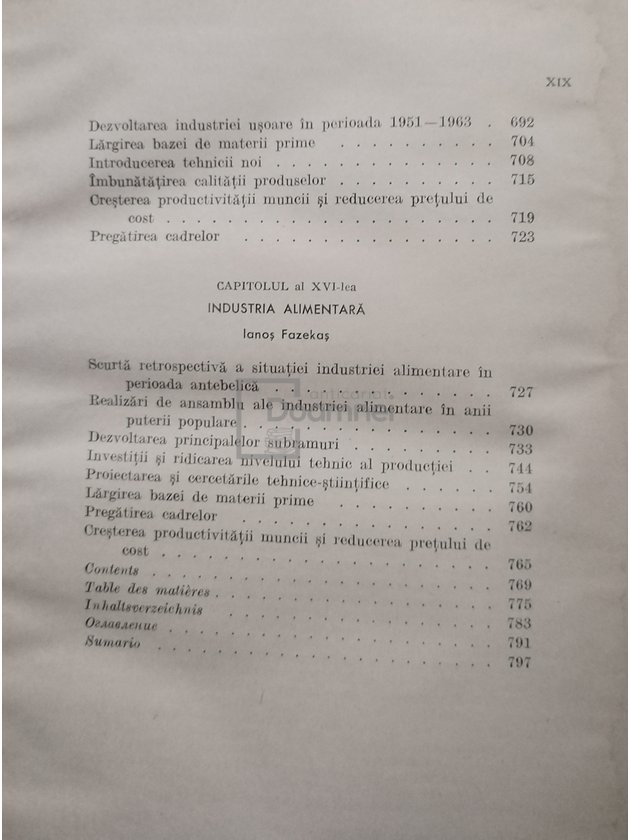 XIX
Dezvoltarea industriei ușoare în perioada 1951—1963 . 692
Lărgirea bazei de materii prime . . . . . . . . . . 704
Introducerea tehnicii noi . . . . . . . . . . . . . 708
Îmbunătățirea calității produselor . . . . . . . . . . 715
Creșterea productivității muncii și reducerea prețului de
cost . . . . . . . . . . . . . . . . . . 719
Pregătirea cadrelor . . . . . . . . . . . . . . . 723
CAPITOLUL al XVI-lea
INDUSTRIA ALIMENTARĂ
Ianoș Fazekaș
Scurtă retrospectivă a situației industriei alimentare în
perioada antebelică . . . . . . . . . . . . . 727
Realizări de ansamblu ale industriei alimentare în anii
puterii populare . . . . . . . . . . . . . . 730
Dezvoltarea principalelor subramuri . . . . . . . . . 733
Investiții și ridicarea nivelului tehnic al producției . . 744
Proiectarea și cercetările tehnice-științifice . . . . . . 754
Lărgirea bazei de materii prime . . . . . . . . . . 760
Pregătirea cadrelor . . . . . . . . . . . . . . . 762
Creșterea productivității muncii și reducerea prețului de
cost . . . . . . . . . . . . . . . . . . 765
Contents . . . . . . . . . . . . . . . . . . 769
Table des matières . . . . . . . . . . . . . . . 775
Inhaltsverzeichnis . . . . . . . . . . . . . . . 783
Оглавление . . . . . . . . . . . . . . . . . 791
Sumario . . . . . . . . . . . . . . . . . . 797